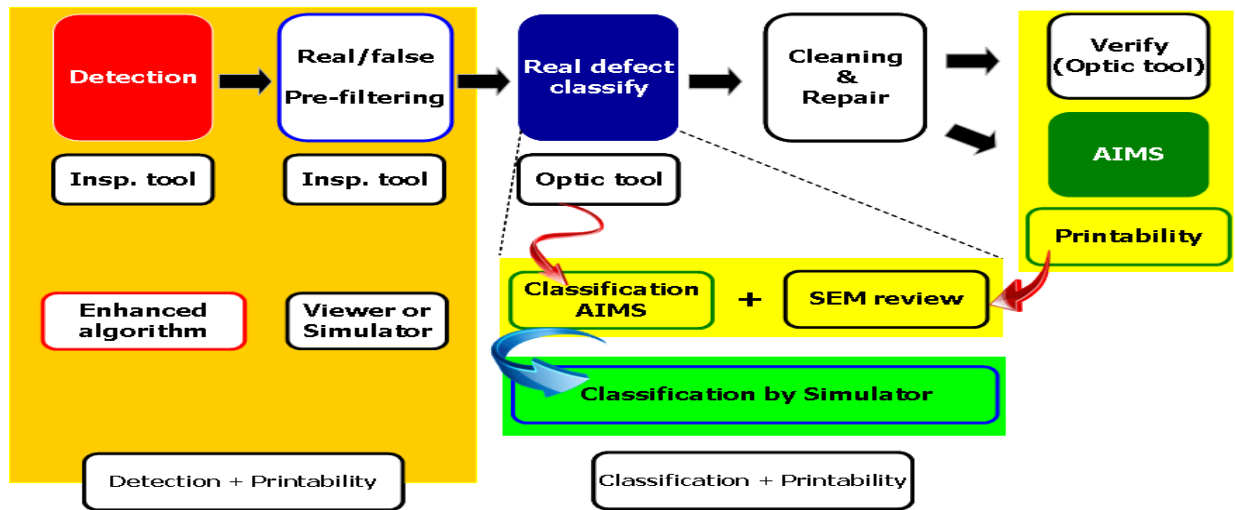 Detection
Real/false
Pre-filtering
Real defect
classify
Cleaning
&
Repair
Verify
(Optic tool)
AIMS
Printability
Insp. tool
Insp. tool
Optic tool
Enhanced
algorithm
Viewer or
Simulator
Classification
AIMS
+
SEM review
Classification by Simulator
Detection + Printability
Classification + Printability